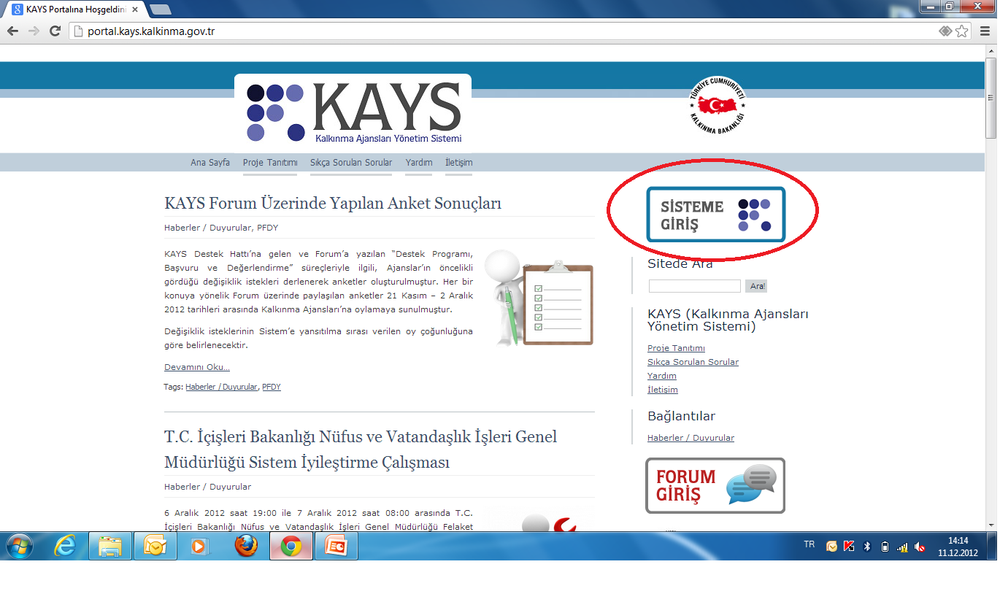 KAYS Portalına Hoşgeldini
portal.kays.kalkinma.gov.tr
KAYS
Kalkınma Ajansları Yönetim Sistemi
TÜRKİYE CUMHURİYETİ
KALKINMA BAKANLIĞI
Ana Sayfa Proje Tanıtımı Sıkça Sorulan Sorular Yardım İletişim
KAYS Forum Üzerinde Yapılan Anket Sonuçları
Haberler / Duyurular, PFDY
KAYS Destek Hattı’na gelen ve Forum’a yazılan “Destek Programı,
Başvuru ve Değerlendirme” süreçleriyle ilgili, Ajanslar’ın öncelikli
gördüğü değişiklik istekleri derlenerek anketler oluşturulmuştur. Her bir
konuya yönelik Forum üzerinde paylaşılan anketler 21 Kasım – 2 Aralık
2012 tarihleri arasında Kalkınma Ajansları’na oylamaya sunulmuştur.
Değişiklik isteklerinin Sistem’e yansıtılma sırası verilen oy çoğunluğuna
göre belirlenecektir.
Devamını Oku...
Tags: Haberler / Duyurular, PFDY
T.C. İçişleri Bakanlığı Nüfus ve Vatandaşlık İşleri Genel
Müdürlüğü Sistem İyileştirme Çalışması
Haberler / Duyurular
6 Aralık 2012 saat 19:00 ile 7 Aralık 2012 saat 08:00 arasında T.C.
İçişleri Bakanlığı Nüfus ve Vatandaşlık İşleri Genel Müdürlüğü Felaket
SİSTEME
GİRİŞ
Sitede Ara
Ara!
KAYS (Kalkınma Ajansları
Yönetim Sistemi)
Proje Tanıtımı
Sıkça Sorulan Sorular
Yardım
İletişim
Bağlantılar
Haberler / Duyurular
FORUM
GİRİŞ
TR
14:14
11.12.2012